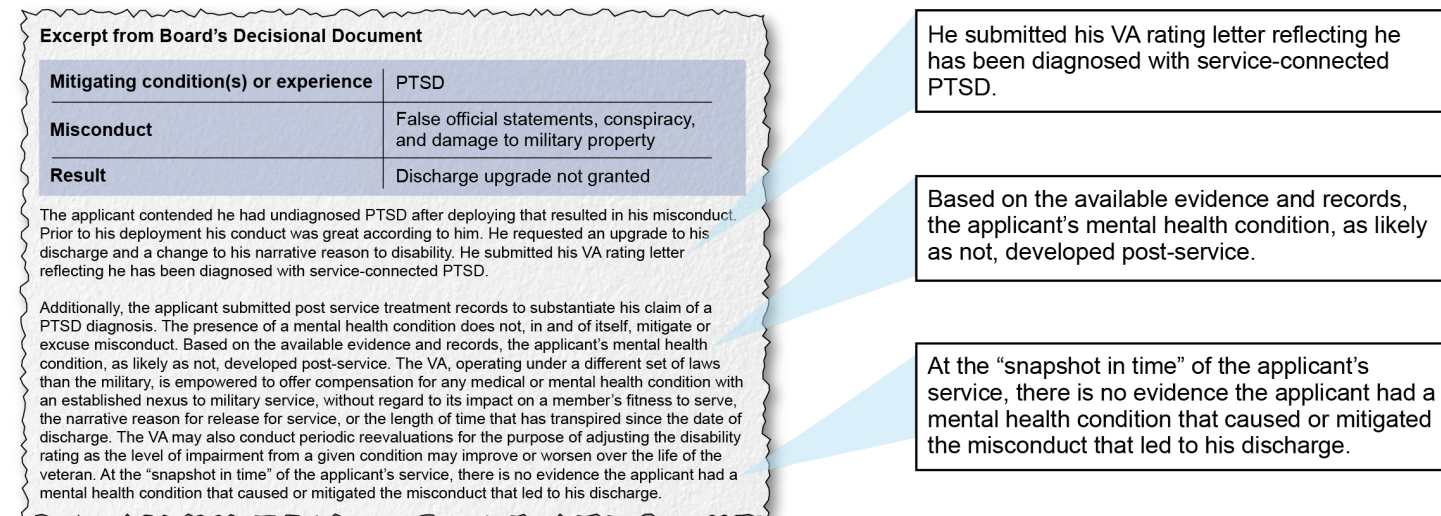 Excerpt from Board's Decisional Document
Mitigating condition(s) or experience PTSD
Misconduct False official statements, conspiracy,
and damage to military property
Result Discharge upgrade not granted
The applicant contended he had undiagnosed PTSD after deploying that resulted in his misconduct.
Prior to his deployment his conduct was great according to him. He requested an upgrade to his
discharge and a change to his narrative reason to disability. He submitted his VA rating letter
reflecting he has been diagnosed with service-connected PTSD.
Additionally, the applicant submitted post service treatment records to substantiate his claim of a
PTSD diagnosis. The presence of a mental health condition does not, in and of itself, mitigate or
excuse misconduct. Based on the available evidence and records, the applicant's mental health
condition, as likely as not, developed post-service. The VA, operating under a different set of laws
than the military, is empowered to offer compensation for any medical or mental health condition with
an established nexus to military service, without regard to its impact on a member's fitness to serve,
the narrative reason for release for service, or the length of time that has transpired since the date of
discharge. The VA may also conduct periodic reevaluations for the purpose of adjusting the disability
rating as the level of impairment from a given condition may improve or worsen over the life of the
veteran. At the “snapshot in time” of the applicant's service, there is no evidence the applicant had a
mental health condition that caused or mitigated the misconduct that led to his discharge.
He submitted his VA rating letter reflecting he
has been diagnosed with service-connected
PTSD.
Based on the available evidence and records,
the applicant's mental health condition, as likely
as not, developed post-service.
At the “snapshot in time” of the applicant's
service, there is no evidence the applicant had a
mental health condition that caused or mitigated
the misconduct that led to his discharge.